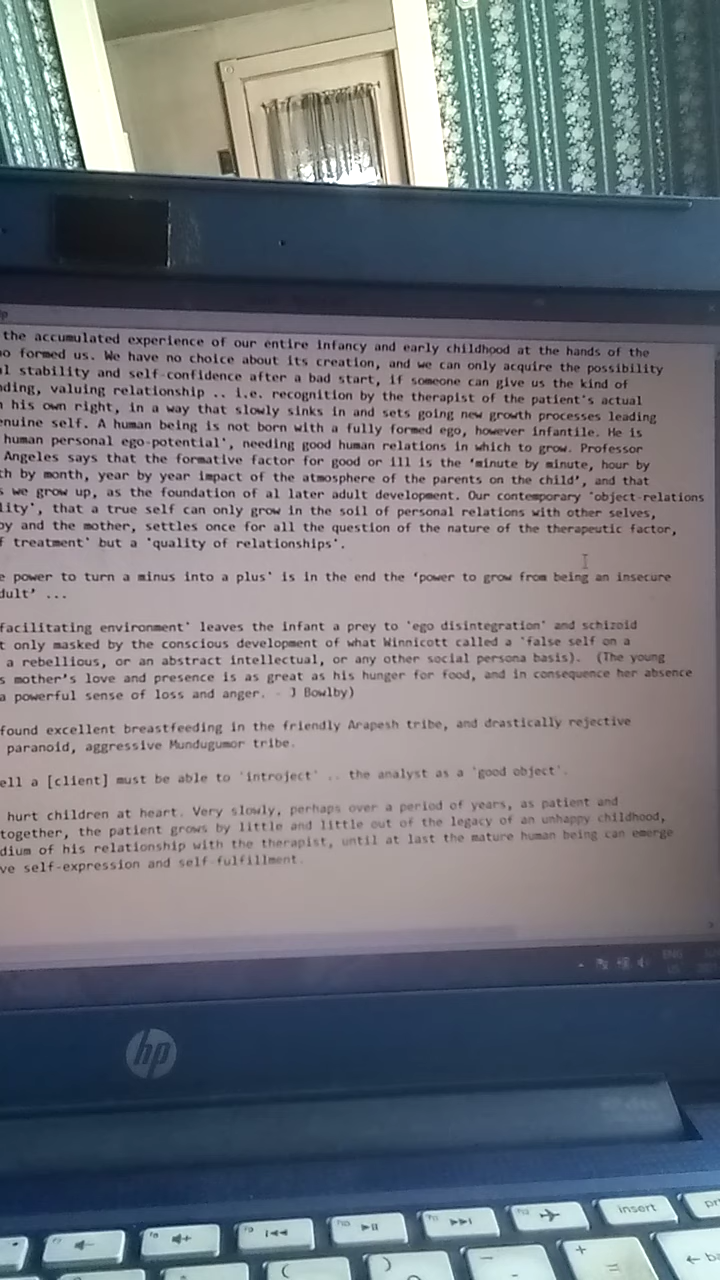 the accumulated experience of our entire infancy and early childhood at the hands of the
o formed us. We have no choice about its creation, and we can only acquire the possibility
l stability and self-confidence after a bad start, if someone can give us the kind of
ding, valuing relationship .. i.e. recognition by the therapist of the patient's actual
his own right, in a way that slowly sinks in and sets going new growth processes leading
enuine self. A human being is not born with a fully formed ego, however infantile. He is
human personal ego-potential', needing good human relations in which to grow. Professor
Angeles says that the formative factor for good or ill is the 'minute by minute, hour by
th by month, year by year impact of the atmosphere of the parents on the child', and that
s we grow up, as the foundation of al later adult development. Our contemporary 'object-relations
lity', that a true self can only grow in the soil of personal relations with other selves,
by and the mother, settles once for all the question of the nature of the therapeutic factor,
f treatment' but a 'quality of relationships'.
e power to turn a minus into a plus' is in the end the 'power to grow from being an insecure
dult' ...
facilitating environment' leaves the infant a prey to 'ego disintegration' and schizoid
t only masked by the conscious development of what Winnicott called a 'false self on a
a rebellious, or an abstract intellectual, or any other social persona basis). (The young
s mother's love and presence is as great as his hunger for food, and in consequence her absence
a powerful sense of loss and anger. - J Bowlby)
found excellent breastfeeding in the friendly Arapesh tribe, and drastically rejective
paranoid, aggressive Mundugumor tribe.
ell a [client] must be able to 'introject' .. the analyst as a 'good object'.
hurt children at heart. Very slowly, perhaps over a period of years, as patient and
together, the patient grows by little and little out of the legacy of an unhappy childhood,
dium of his relationship with the therapist, until at last the mature human being can emerge
ve self-expression and self-fulfillment.
ENG
US
hp
insert
pr
( ) - + =
← ba